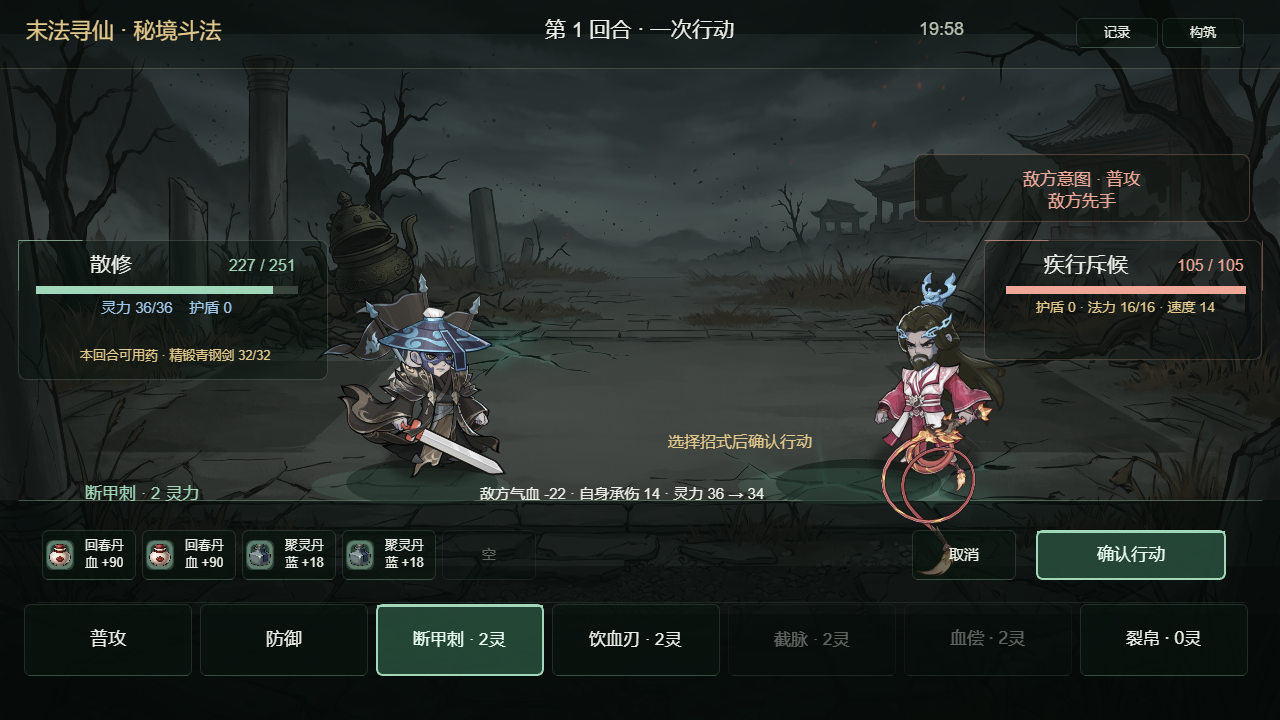 末法寻仙 · 秘境斗法
第 1 回合 · 一次行动
19:58
记录
构筑
敌方意图 · 普攻
敌方先手
散修
227 / 251
灵力 36/36 护盾 0
本回合可用药 · 精锻青钢剑 32/32
疾行斥候
105 / 105
护盾 0 · 法力 16/16 · 速度 14
选择招式后确认行动
断甲刺 · 2 灵力
敌方气血 -22 · 自身承伤 14 · 灵力 36 → 34
回春丹
血 +90
回春丹
血 +90
聚灵丹
蓝 +18
聚灵丹
蓝 +18
空
取消
确认行动
普攻
防御
断甲刺 · 2灵
饮血刃 · 2灵
截脉 · 2灵
血偿 · 2灵
裂帛 · 0灵